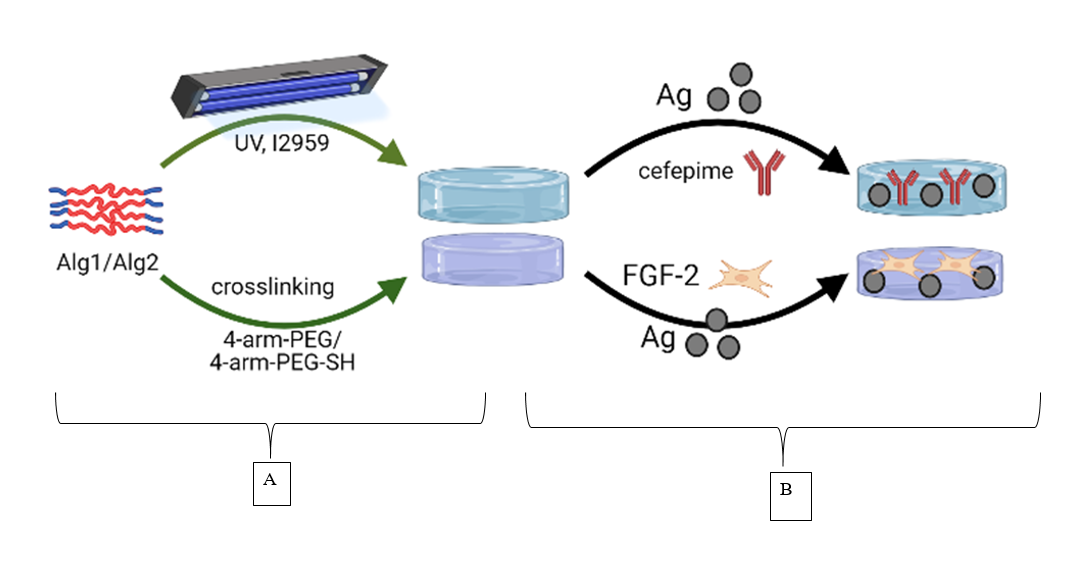 UV, I2959
Alg1/Alg2
crosslinking
4-arm-PEG/
4-arm-PEG-SH
Ag
cefepime
FGF-2
Ag
A
B